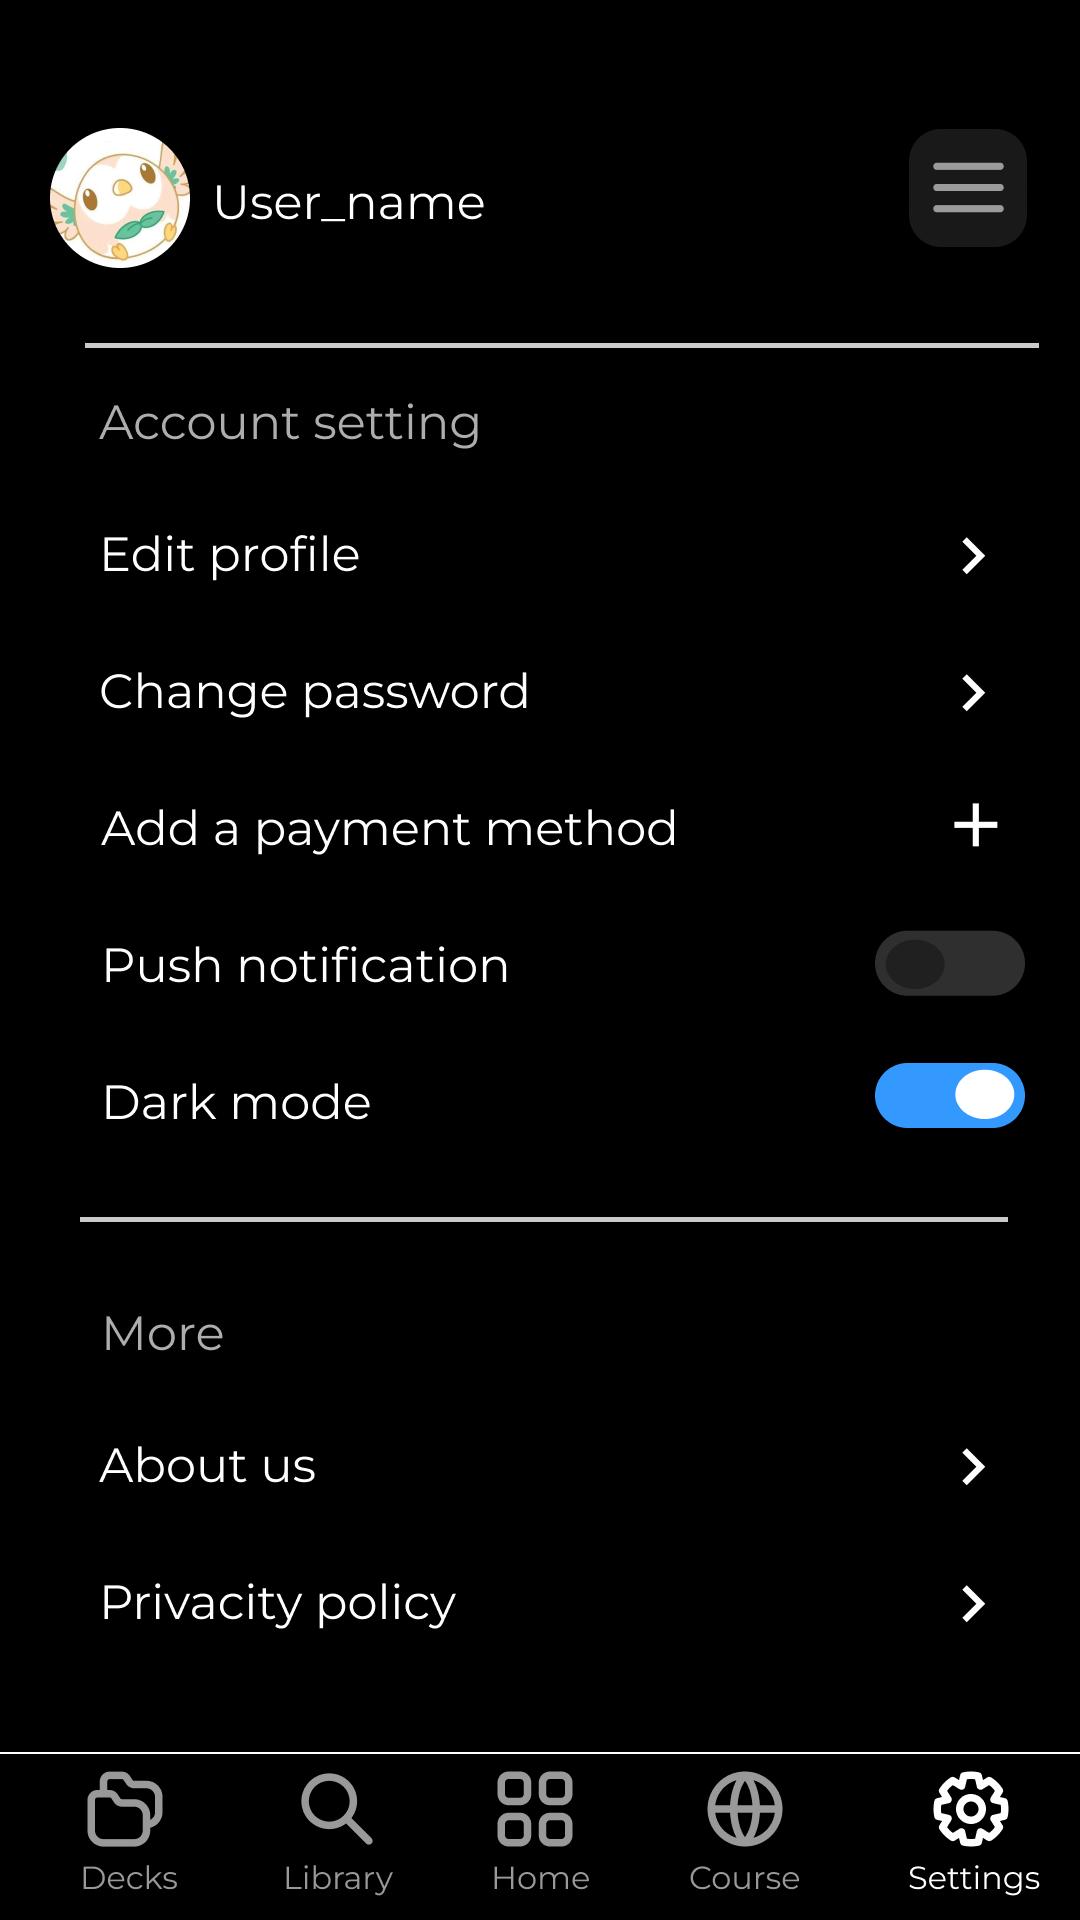 User_name
Account setting
Edit profile
Change password
Add a payment method
Push notification
Dark mode
More
About us
Privacity policy
Decks
Library
Home
Course
Settings